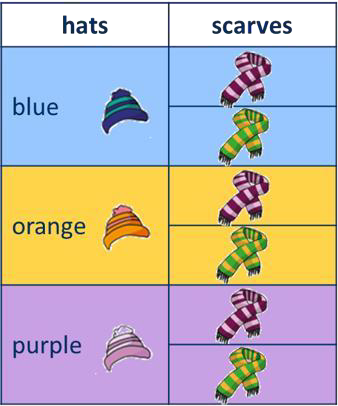 hats scarves
blue
orange
purple